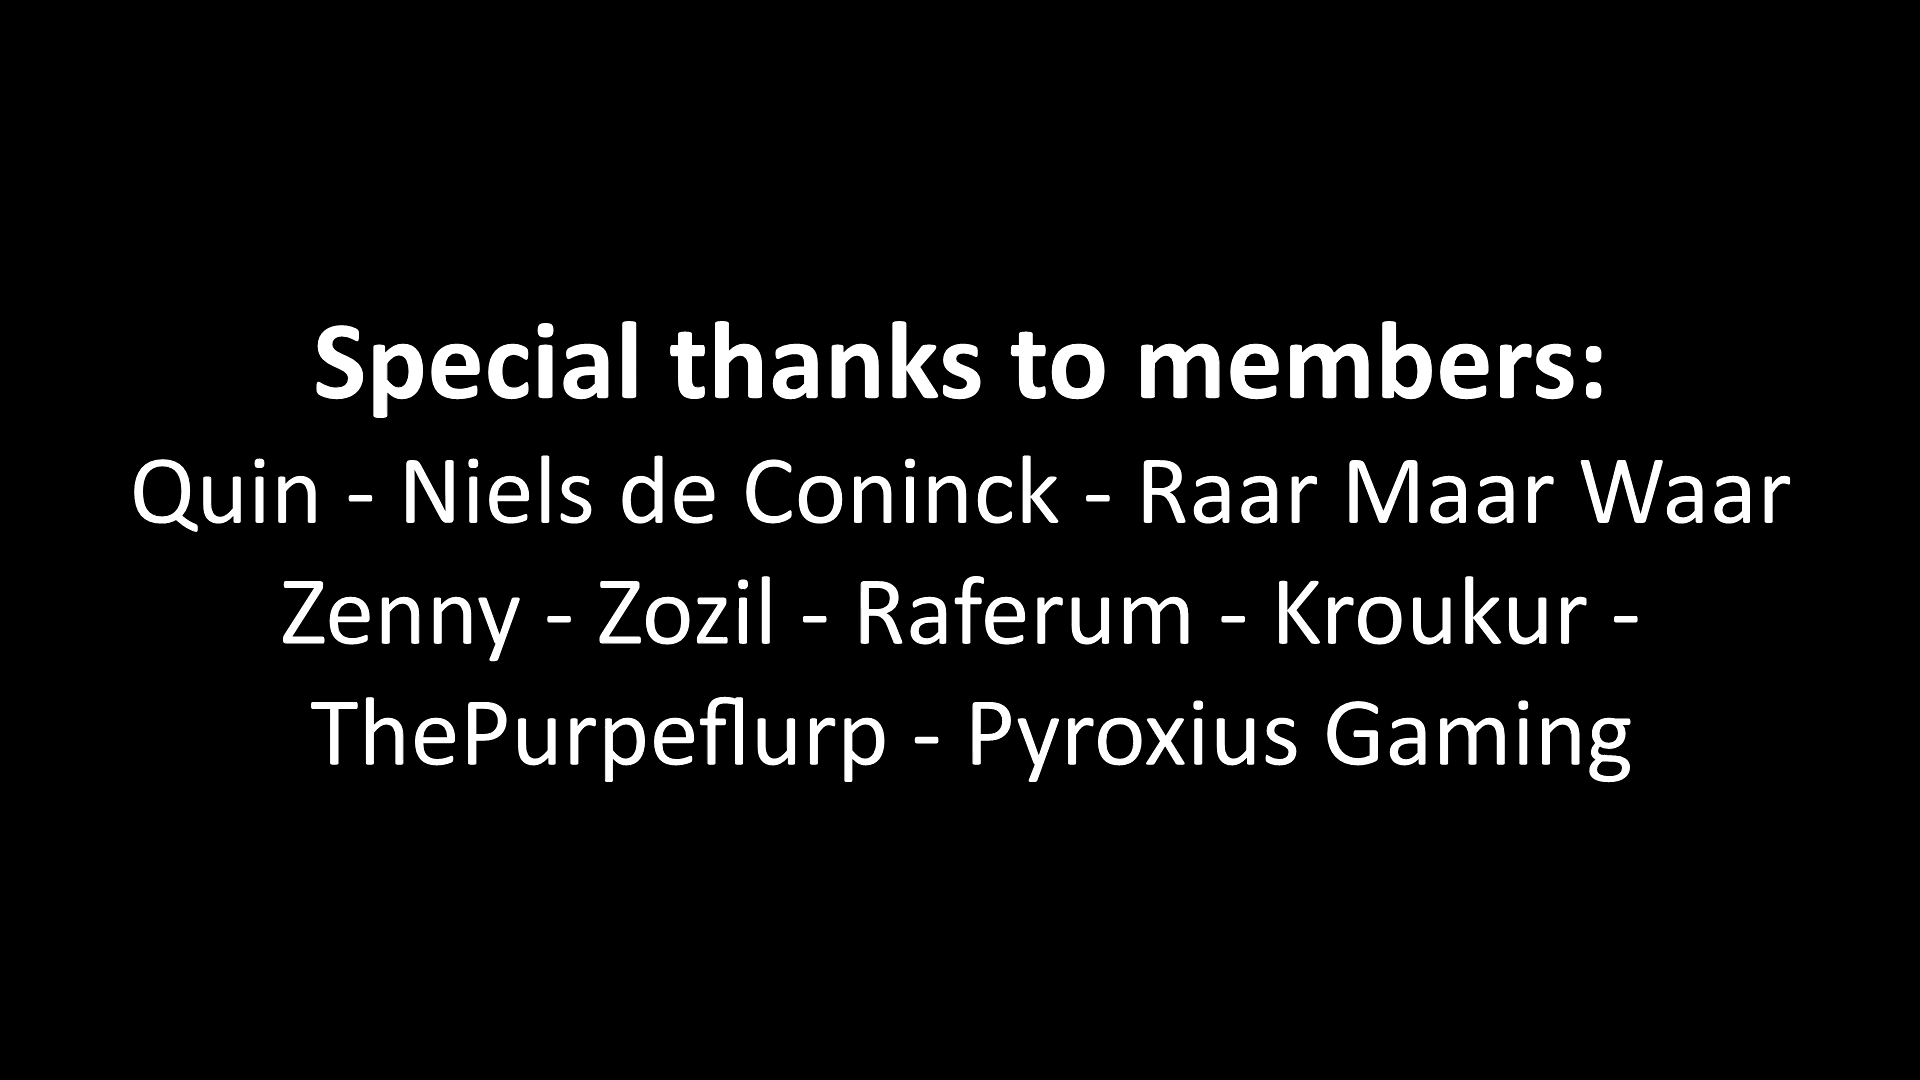 Special thanks to members:
Quin - Niels de Coninck - Raar Maar Waar
Zenny - Zozil - Raferum - Kroukur -
ThePurpeflurp - Pyroxius Gaming